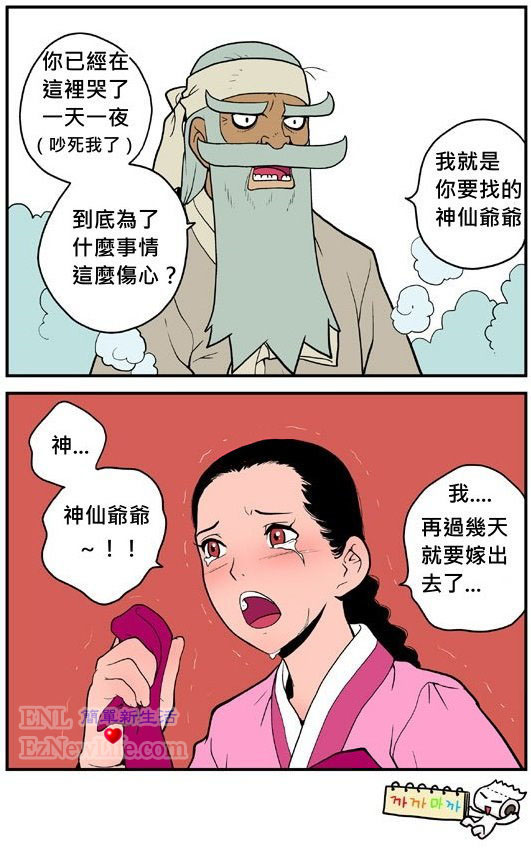 你已經在
這裡哭了
一天一夜
（吵死我了）
到底為了
什麼事情
這麼傷心？
我就是
你要找的
神仙爺爺
神...
神仙爺爺
～！！
我....
再過幾天
就要嫁出
去了...
ENL 簡單新生活
EzNewLife.com
까까마까